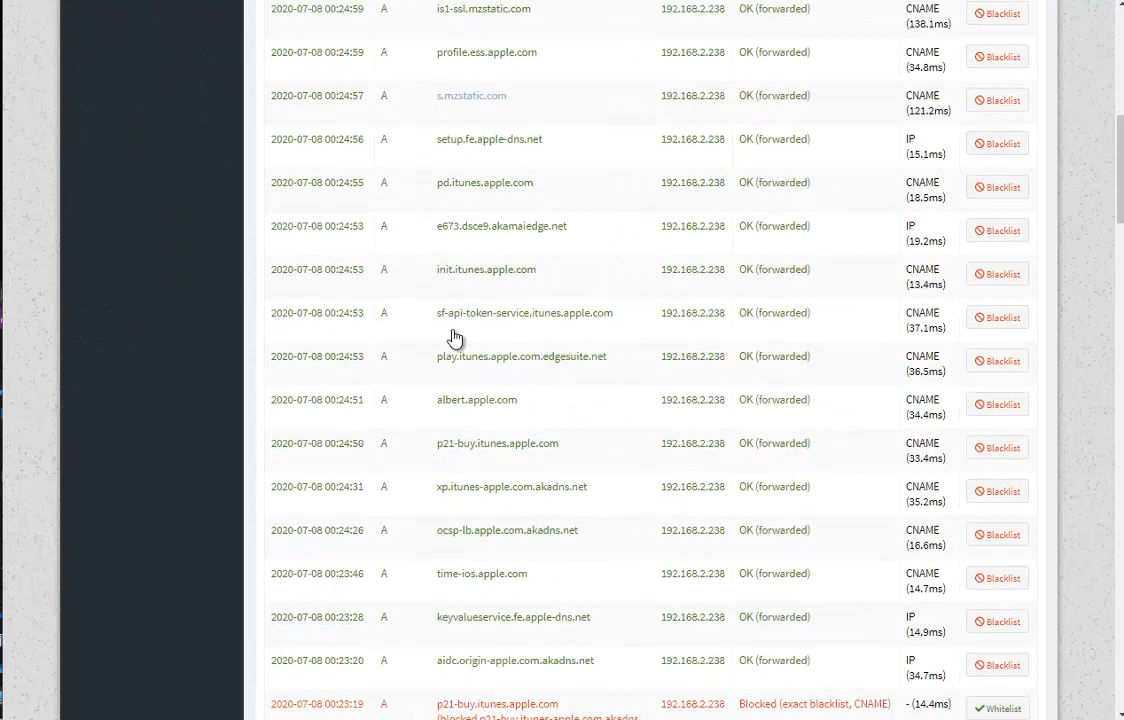 2020-07-08 00:24:59 A is1-ssl.mzstatic.com 192.168.2.238 OK (forwarded) CNAME Blacklist
(138.1ms)
2020-07-08 00:24:59 A profile.ess.apple.com 192.168.2.238 OK (forwarded) CNAME Blacklist
(34.8ms)
2020-07-08 00:24:57 A s.mzstatic.com 192.168.2.238 OK (forwarded) CNAME Blacklist
(121.2ms)
2020-07-08 00:24:56 A setup.fe.apple-dns.net 192.168.2.238 OK (forwarded) IP Blacklist
(15.1ms)
2020-07-08 00:24:55 A pd.itunes.apple.com 192.168.2.238 OK (forwarded) CNAME Blacklist
(18.5ms)
2020-07-08 00:24:53 A e673.dsce9.akamaiedge.net 192.168.2.238 OK (forwarded) IP Blacklist
(19.2ms)
2020-07-08 00:24:53 A init.itunes.apple.com 192.168.2.238 OK (forwarded) CNAME Blacklist
(13.4ms)
2020-07-08 00:24:53 A sf-api-token-service.itunes.apple.com 192.168.2.238 OK (forwarded) CNAME Blacklist
(37.1ms)
2020-07-08 00:24:53 A play.itunes.apple.com.edgesuite.net 192.168.2.238 OK (forwarded) CNAME Blacklist
(36.5ms)
2020-07-08 00:24:51 A albert.apple.com 192.168.2.238 OK (forwarded) CNAME Blacklist
(34.4ms)
2020-07-08 00:24:50 A p21-buy.itunes.apple.com 192.168.2.238 OK (forwarded) CNAME Blacklist
(33.4ms)
2020-07-08 00:24:31 A xp.itunes-apple.com.akadns.net 192.168.2.238 OK (forwarded) CNAME Blacklist
(35.2ms)
2020-07-08 00:24:26 A ocsp-lb.apple.com.akadns.net 192.168.2.238 OK (forwarded) CNAME Blacklist
(16.6ms)
2020-07-08 00:23:46 A time-ios.apple.com 192.168.2.238 OK (forwarded) CNAME Blacklist
(14.7ms)
2020-07-08 00:23:28 A keyvalueservice.fe.apple-dns.net 192.168.2.238 OK (forwarded) IP Blacklist
(14.9ms)
2020-07-08 00:23:20 A aidc.origin-apple.com.akadns.net 192.168.2.238 OK (forwarded) IP Blacklist
(34.7ms)
2020-07-08 00:23:19 A p21-buy.itunes.apple.com 192.168.2.238 Blocked (exact blacklist, CNAME) - (14.4ms) Whitelist
(blocked p21-buy.itunes-apple.com.akadns